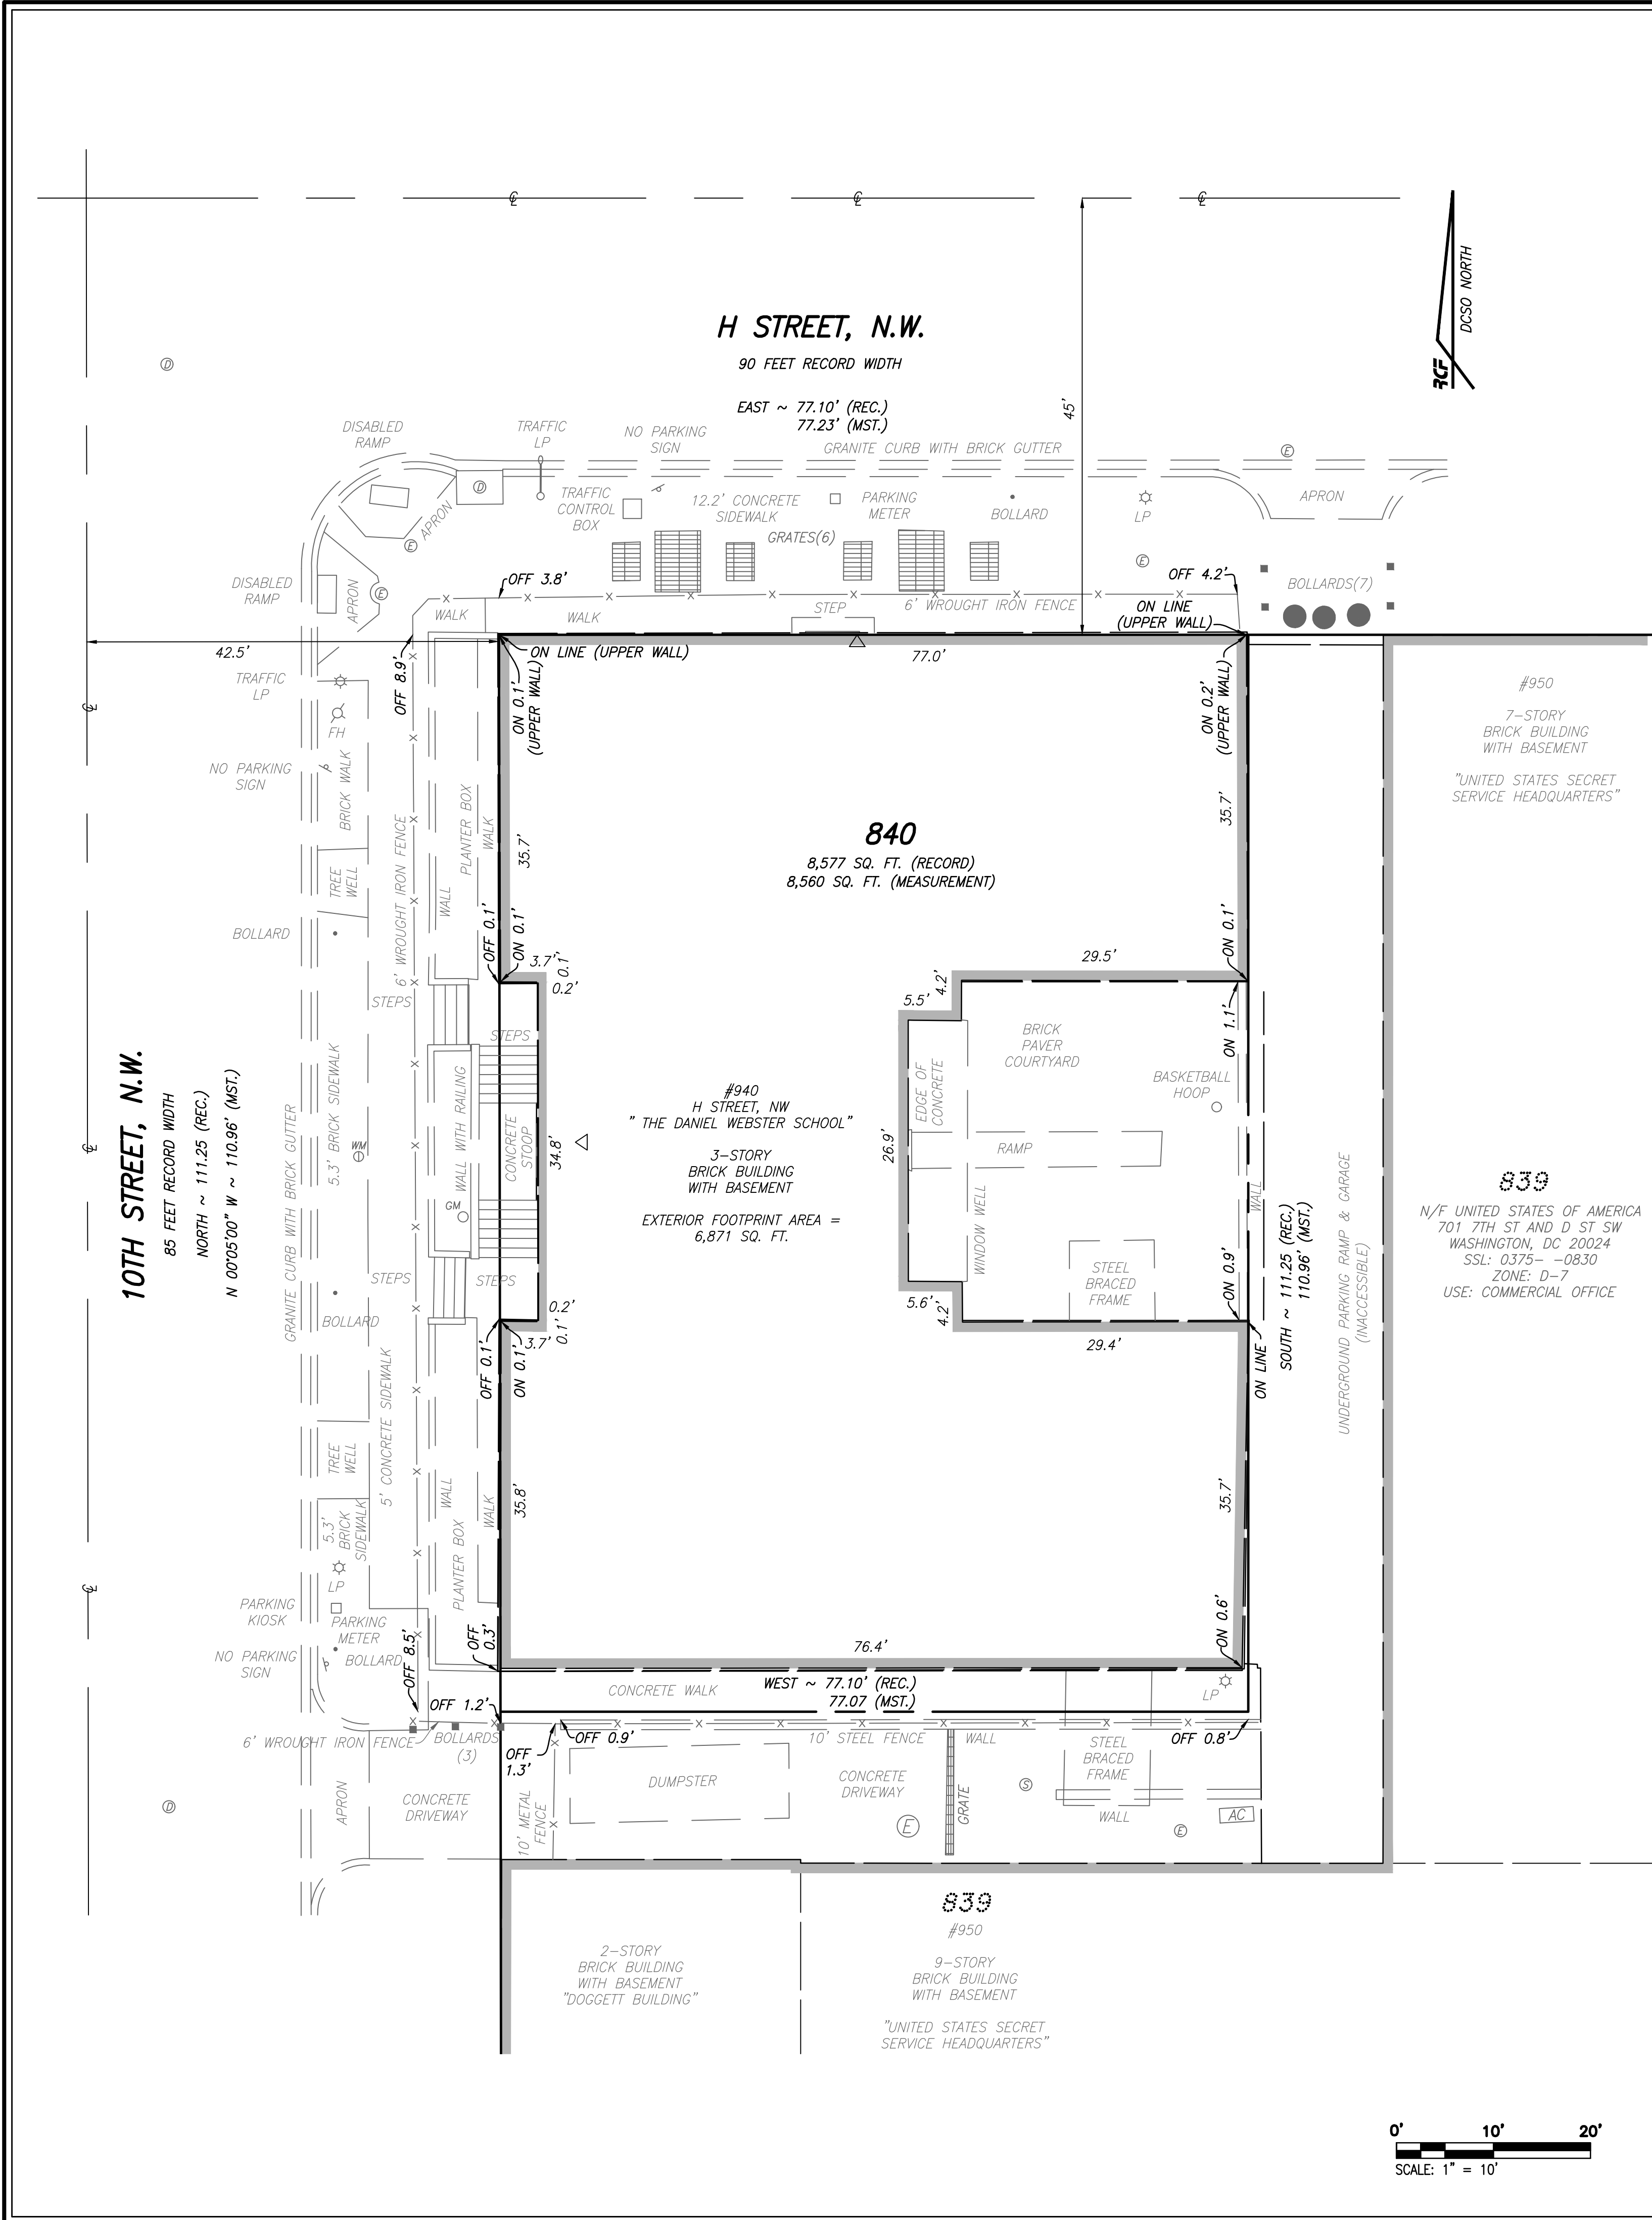 DCSO NORTH
RCF
H STREET, N.W.
90 FEET RECORD WIDTH
EAST ~ 77.10' (REC.)
77.23' (MST.)
45'
D
DISABLED
RAMP
TRAFFIC
LP
NO PARKING
SIGN
GRANITE CURB WITH BRICK GUTTER
E
D
TRAFFIC
CONTROL
BOX
12.2' CONCRETE
SIDEWALK
PARKING
METER
BOLLARD
LP
APRON
GRATES(6)
APRON
E
E
DISABLED
RAMP
APRON
E
OFF 3.8'
OFF 4.2'
BOLLARDS(7)
WALK
WALK
STEP
6' WROUGHT IRON FENCE
ON LINE
(UPPER WALL)
42.5'
ON LINE (UPPER WALL)
77.0'
OFF 8.9'
ON 0.1'
(UPPER WALL)
ON 0.2'
(UPPER WALL)
TRAFFIC
LP
FH
NO PARKING
SIGN
BRICK WALK
6' WROUGHT IRON FENCE
PLANTER BOX
WALK
WALL
35.7'
35.7'
TREE
WELL
BOLLARD
#950
7-STORY
BRICK BUILDING
WITH BASEMENT
"UNITED STATES SECRET
SERVICE HEADQUARTERS"
840
8,577 SQ. FT. (RECORD)
8,560 SQ. FT. (MEASUREMENT)
OFF 0.1'
ON 0.1'
3.7'
0.1'
0.2'
29.5'
ON 0.1'
4.2'
5.5'
ON 1.1'
STEPS
STEPS
BRICK
PAVER
COURTYARD
EDGE OF
CONCRETE
BASKETBALL
HOOP
10TH STREET, N.W.
85 FEET RECORD WIDTH
NORTH ~ 111.25 (REC.)
N 00°05'00" W ~ 110.96' (MST.)
GRANITE CURB WITH BRICK GUTTER
5.3' BRICK SIDEWALK
WM
WALL WITH RAILING
GM
CONCRETE
STOOP
34.8'
#940
H STREET, NW
" THE DANIEL WEBSTER SCHOOL"
3-STORY
BRICK BUILDING
WITH BASEMENT
EXTERIOR FOOTPRINT AREA =
6,871 SQ. FT.
26.9'
RAMP
WINDOW WELL
STEEL
BRACED
FRAME
WALL
ON 0.9'
SOUTH ~ 111.25 (REC.)
110.96' (MST.)
UNDERGROUND PARKING RAMP & GARAGE
(INACCESSIBLE)
839
N/F UNITED STATES OF AMERICA
701 7TH ST AND D ST SW
WASHINGTON, DC 20024
SSL: 0375- -0830
ZONE: D-7
USE: COMMERCIAL OFFICE
STEPS
STEPS
BOLLARD
0.2'
0.1'
3.7'
OFF 0.1'
ON 0.1'
5.6'
4.2'
29.4'
ON LINE
5' CONCRETE SIDEWALK
TREE
WELL
WALL
WALK
PLANTER BOX
35.8'
35.7'
5.3'
BRICK
SIDEWALK
LP
PARKING
KIOSK
PARKING
METER
NO PARKING
SIGN
BOLLARD
OFF 8.5'
OFF
0.3'
76.4'
ON 0.6'
CONCRETE WALK
WEST ~ 77.10' (REC.)
77.07 (MST.)
LP
OFF 1.2'
6' WROUGHT IRON FENCE
BOLLARDS
(3)
OFF
1.3'
OFF 0.9'
10' STEEL FENCE
WALL
STEEL
BRACED
FRAME
OFF 0.8'
DUMPSTER
CONCRETE
DRIVEWAY
S
D
APRON
CONCRETE
DRIVEWAY
10' METAL
FENCE
E
GRATE
WALL
AC
E
839
#950
9-STORY
BRICK BUILDING
WITH BASEMENT
"UNITED STATES SECRET
SERVICE HEADQUARTERS"
2-STORY
BRICK BUILDING
WITH BASEMENT
"DOGGETT BUILDING"
0' 10' 20'
SCALE: 1" = 10'